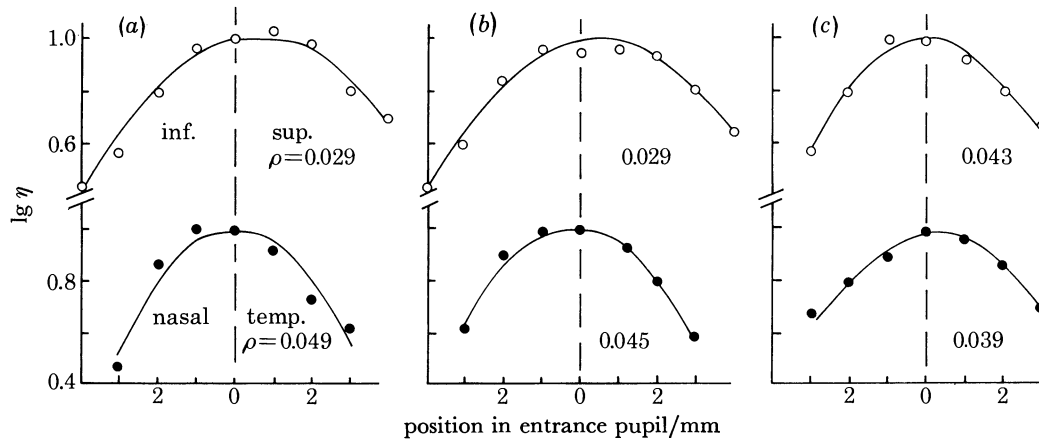 (a) (b) (c)
1.0
inf. sup.
ρ=0.029 0.029 0.043
0.6
lg η
0.8
nasal temp.
ρ=0.049 0.045 0.039
0.4
2 0 2 2 0 2 2 0 2
position in entrance pupil/mm